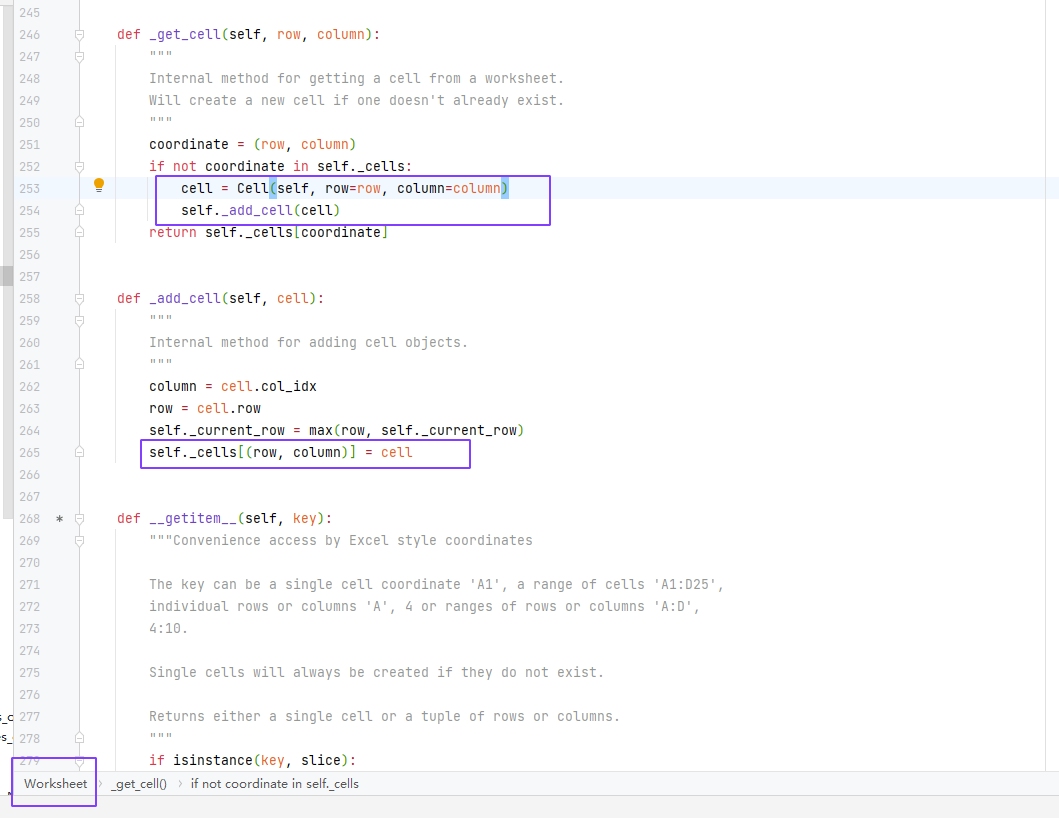 245
246 def _get_cell(self, row, column):
247 """
248 Internal method for getting a cell from a worksheet.
249 Will create a new cell if one doesn't already exist.
250 """
251 coordinate = (row, column)
252 if not coordinate in self._cells:
253 cell = Cell(self, row=row, column=column)
254 self._add_cell(cell)
255 return self._cells[coordinate]
256
257
258 def _add_cell(self, cell):
259 """
260 Internal method for adding cell objects.
261 """
262 column = cell.col_idx
263 row = cell.row
264 self._current_row = max(row, self._current_row)
265 self._cells[(row, column)] = cell
266
267
268 * def __getitem__(self, key):
269 """Convenience access by Excel style coordinates
270
271 The key can be a single cell coordinate 'A1', a range of cells 'A1:D25',
272 individual rows or columns 'A', 4 or ranges of rows or columns 'A:D',
273 4:10.
274
275 Single cells will always be created if they do not exist.
276
s_c 277 Returns either a single cell or a tuple of rows or columns.
es_ 278 """
279 if isinstance(key, slice):
Worksheet › _get_cell() › if not coordinate in self._cells